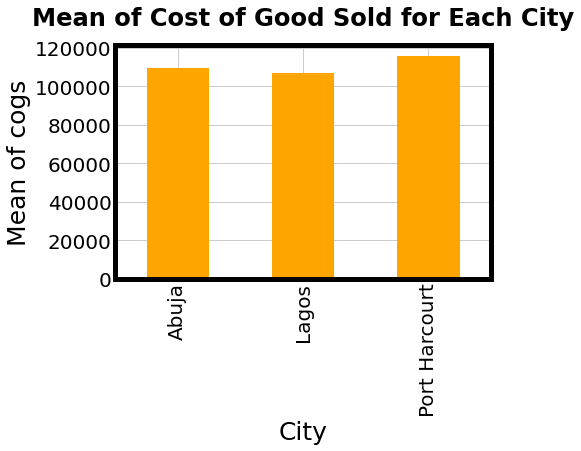 Mean of Cost of Good Sold for Each City
Mean of cogs
120000
100000
80000
60000
40000
20000
0
Abuja
Lagos
Port Harcourt
City